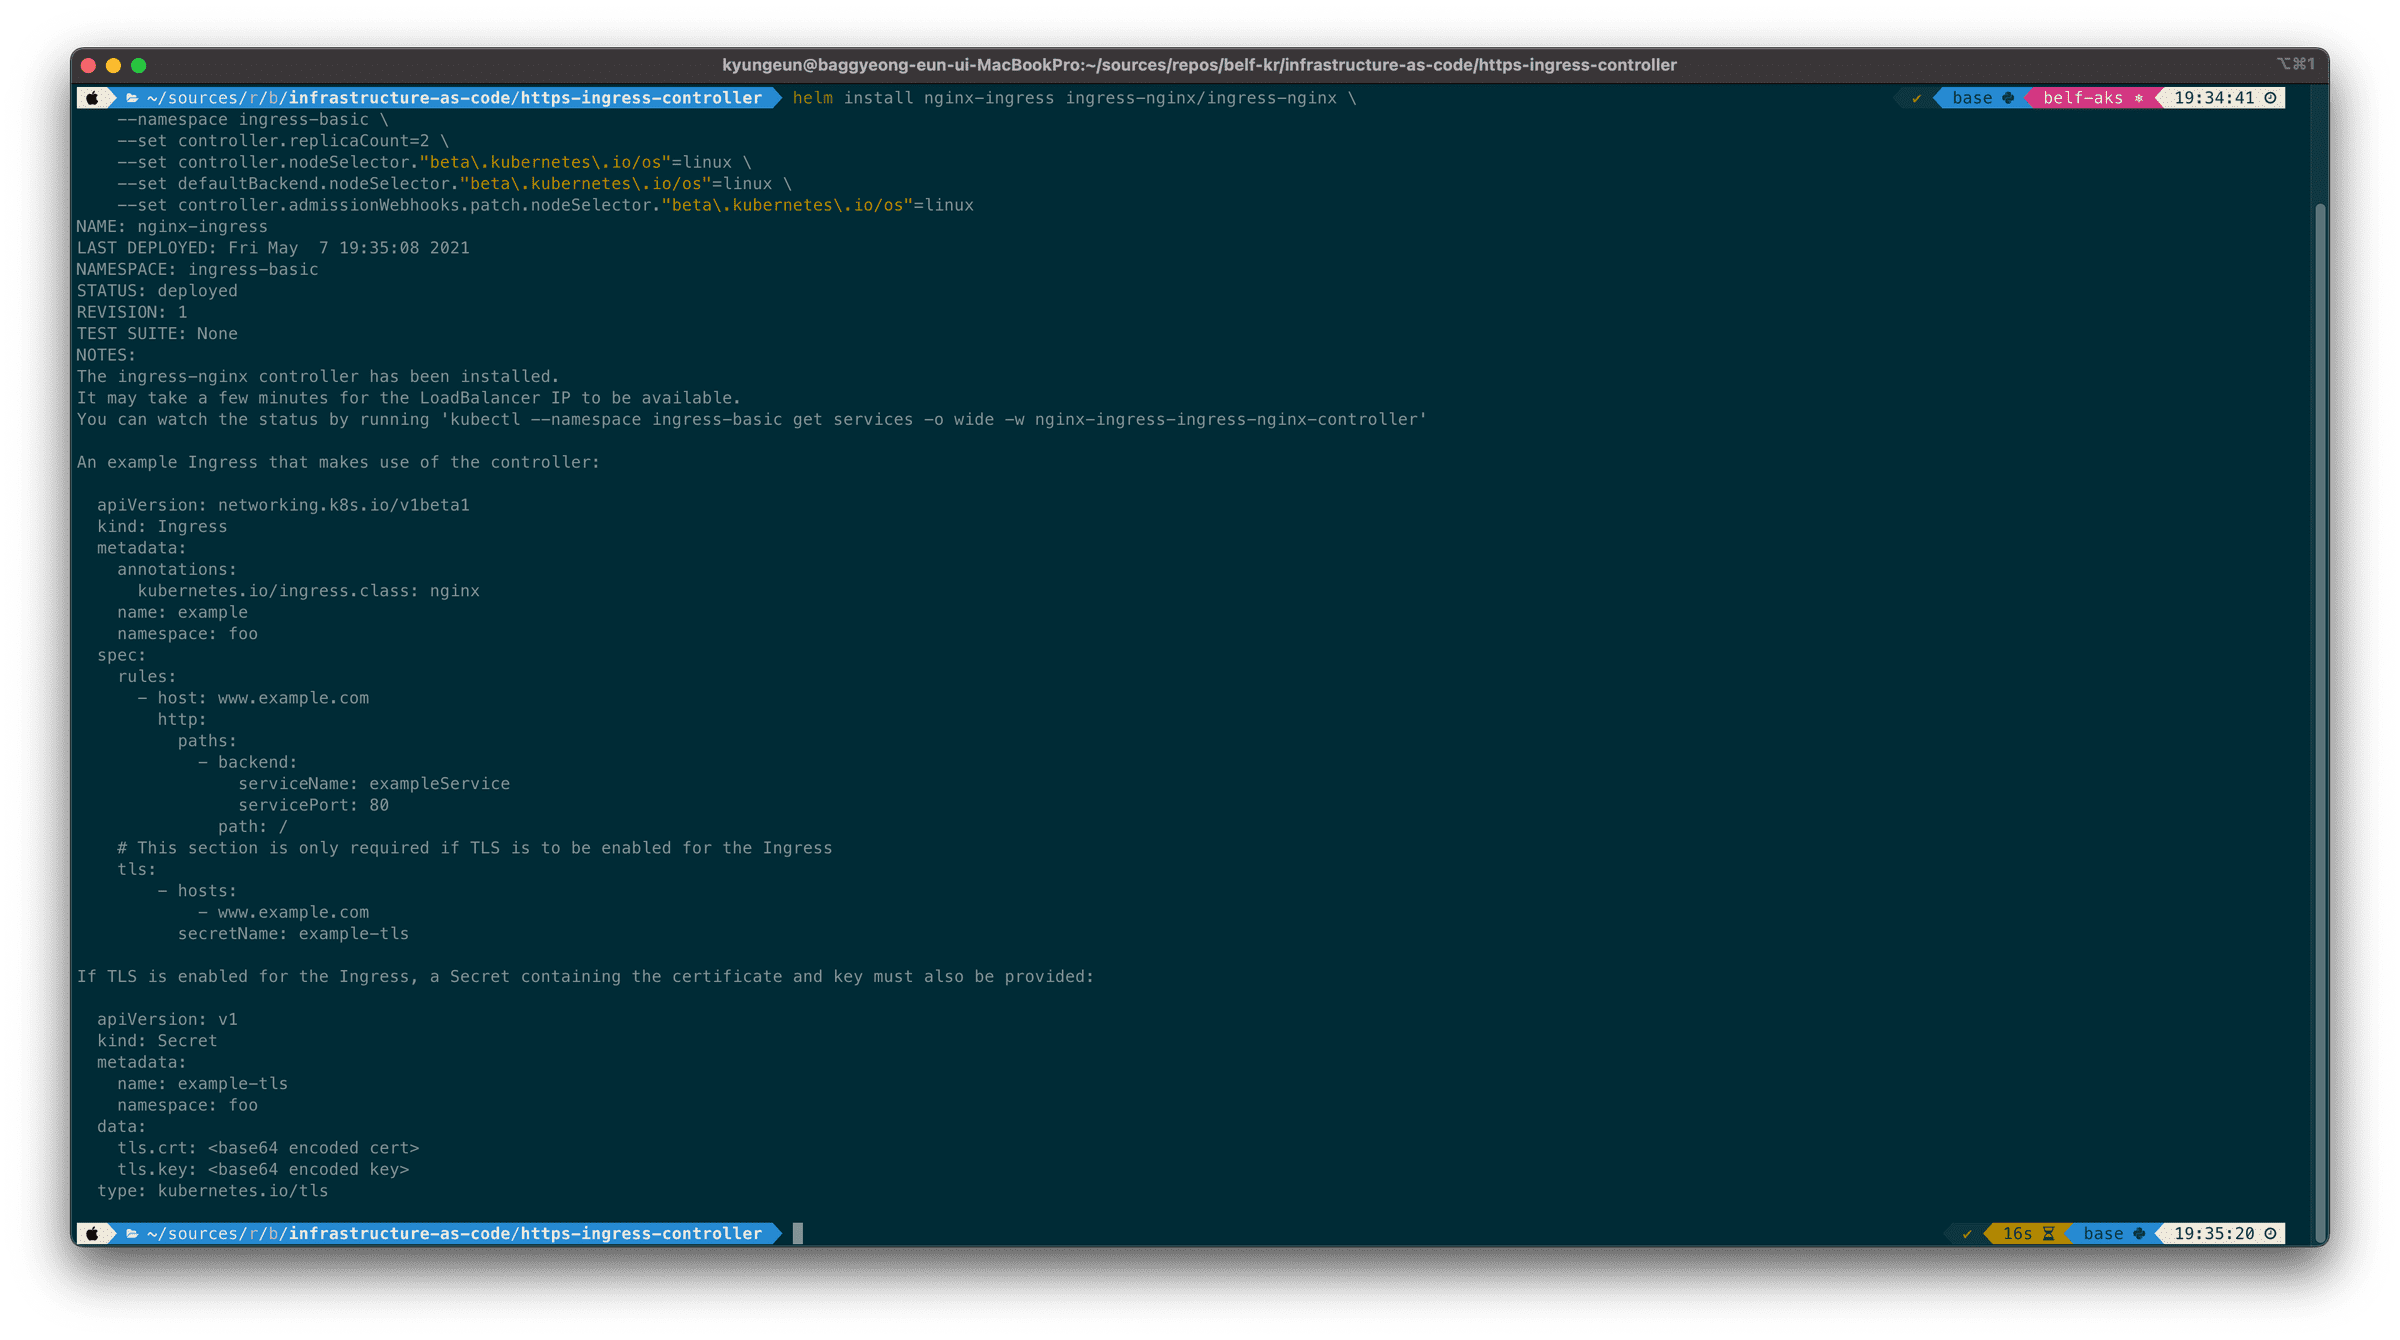 kyungeun@baggyeong-eun-ui-MacBookPro:~/sources/repos/belf-kr/infrastructure-as-code/https-ingress-controller ⌥⌘1
~/sources/r/b/infrastructure-as-code/https-ingress-controller helm install nginx-ingress ingress-nginx/ingress-nginx \ ✔ base belf-aks 19:34:41
    --namespace ingress-basic \
    --set controller.replicaCount=2 \
    --set controller.nodeSelector."beta\.kubernetes\.io/os"=linux \
    --set defaultBackend.nodeSelector."beta\.kubernetes\.io/os"=linux \
    --set controller.admissionWebhooks.patch.nodeSelector."beta\.kubernetes\.io/os"=linux
NAME: nginx-ingress
LAST DEPLOYED: Fri May  7 19:35:08 2021
NAMESPACE: ingress-basic
STATUS: deployed
REVISION: 1
TEST SUITE: None
NOTES:
The ingress-nginx controller has been installed.
It may take a few minutes for the LoadBalancer IP to be available.
You can watch the status by running 'kubectl --namespace ingress-basic get services -o wide -w nginx-ingress-ingress-nginx-controller'

An example Ingress that makes use of the controller:

  apiVersion: networking.k8s.io/v1beta1
  kind: Ingress
  metadata:
    annotations:
      kubernetes.io/ingress.class: nginx
    name: example
    namespace: foo
  spec:
    rules:
      - host: www.example.com
        http:
          paths:
            - backend:
                serviceName: exampleService
                servicePort: 80
              path: /
    # This section is only required if TLS is to be enabled for the Ingress
    tls:
        - hosts:
            - www.example.com
          secretName: example-tls

If TLS is enabled for the Ingress, a Secret containing the certificate and key must also be provided:

  apiVersion: v1
  kind: Secret
  metadata:
    name: example-tls
    namespace: foo
  data:
    tls.crt: <base64 encoded cert>
    tls.key: <base64 encoded key>
  type: kubernetes.io/tls

~/sources/r/b/infrastructure-as-code/https-ingress-controller ✔ 16s base 19:35:20